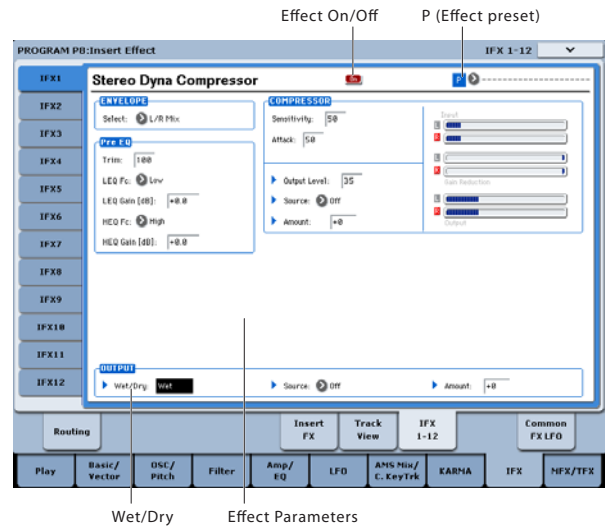 Effect On/Off P (Effect preset)
PROGRAM P8:Insert Effect IFX 1-12
IFX1
IFX2
IFX3
IFX4
IFX5
IFX6
IFX7
IFX8
IFX9
IFX10
IFX11
IFX12
Stereo Dyna Compressor On P
ENVELOPE
Select: L/R Mix
Pre EQ
Trim: 100
LEQ Fc: Low
LEQ Gain [dB]: +0.0
HEQ Fc: High
HEQ Gain [dB]: +0.0
COMPRESSOR
Sensitivity: 50
Attack: 50
Output Level: 35
Source: Off
Amount: +0
Input
L
R
L
R
Gain Reduction
L
R
Output
OUTPUT
Wet/Dry: Wet Source: Off Amount: +0
Routing
Insert FX
Track View
IFX 1-12
Common FX LFO
Play
Basic/ Vector
OSC/ Pitch
Filter
Amp/ EQ
LFO
AMS Mix/ C. KeyTrk
KARMA
IFX
MFX/TFX
Wet/Dry Effect Parameters